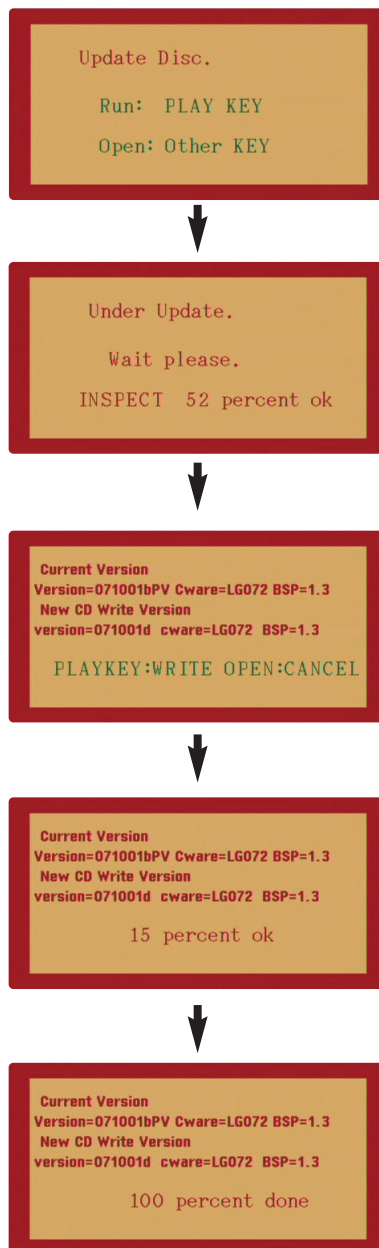 Update Disc.
Run: PLAY KEY
Open: Other KEY
Under Update.
Wait please.
INSPECT 52 percent ok
Current Version
Version=071001bPV Cware=LG072 BSP=1.3
New CD Write Version
version=071001d cware=LG072 BSP=1.3
PLAYKEY:WRITE OPEN:CANCEL
Current Version
Version=071001bPV Cware=LG072 BSP=1.3
New CD Write Version
version=071001d cware=LG072 BSP=1.3
15 percent ok
Current Version
Version=071001bPV Cware=LG072 BSP=1.3
New CD Write Version
version=071001d cware=LG072 BSP=1.3
100 percent done